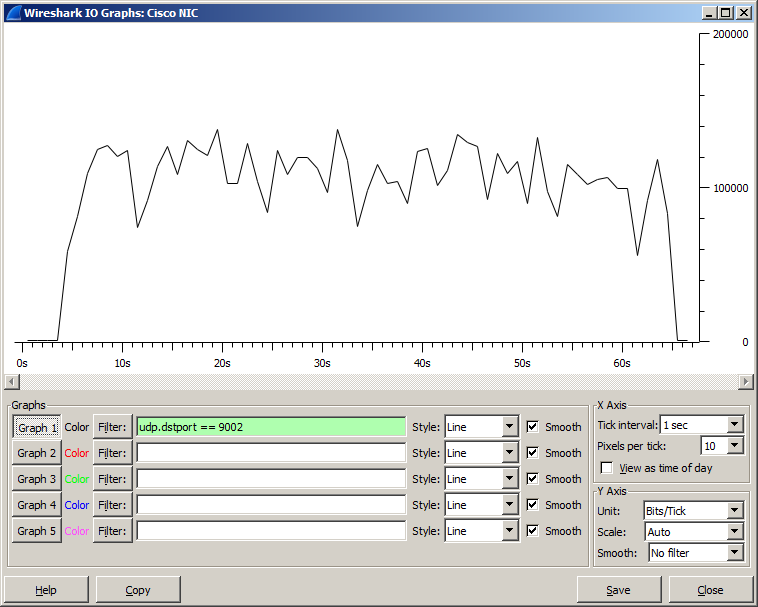 Wireshark IO Graphs: Cisco NIC
200000
100000
0
0s 10s 20s 30s 40s 50s 60s
Graphs
Graph 1 Color Filter: udp.dstport == 9002 Style: Line Smooth
Graph 2 Color Filter: Style: Line Smooth
Graph 3 Color Filter: Style: Line Smooth
Graph 4 Color Filter: Style: Line Smooth
Graph 5 Color Filter: Style: Line Smooth
X Axis
Tick interval: 1 sec
Pixels per tick: 10
View as time of day
Y Axis
Unit: Bits/Tick
Scale: Auto
Smooth: No filter
Help Copy Save Close